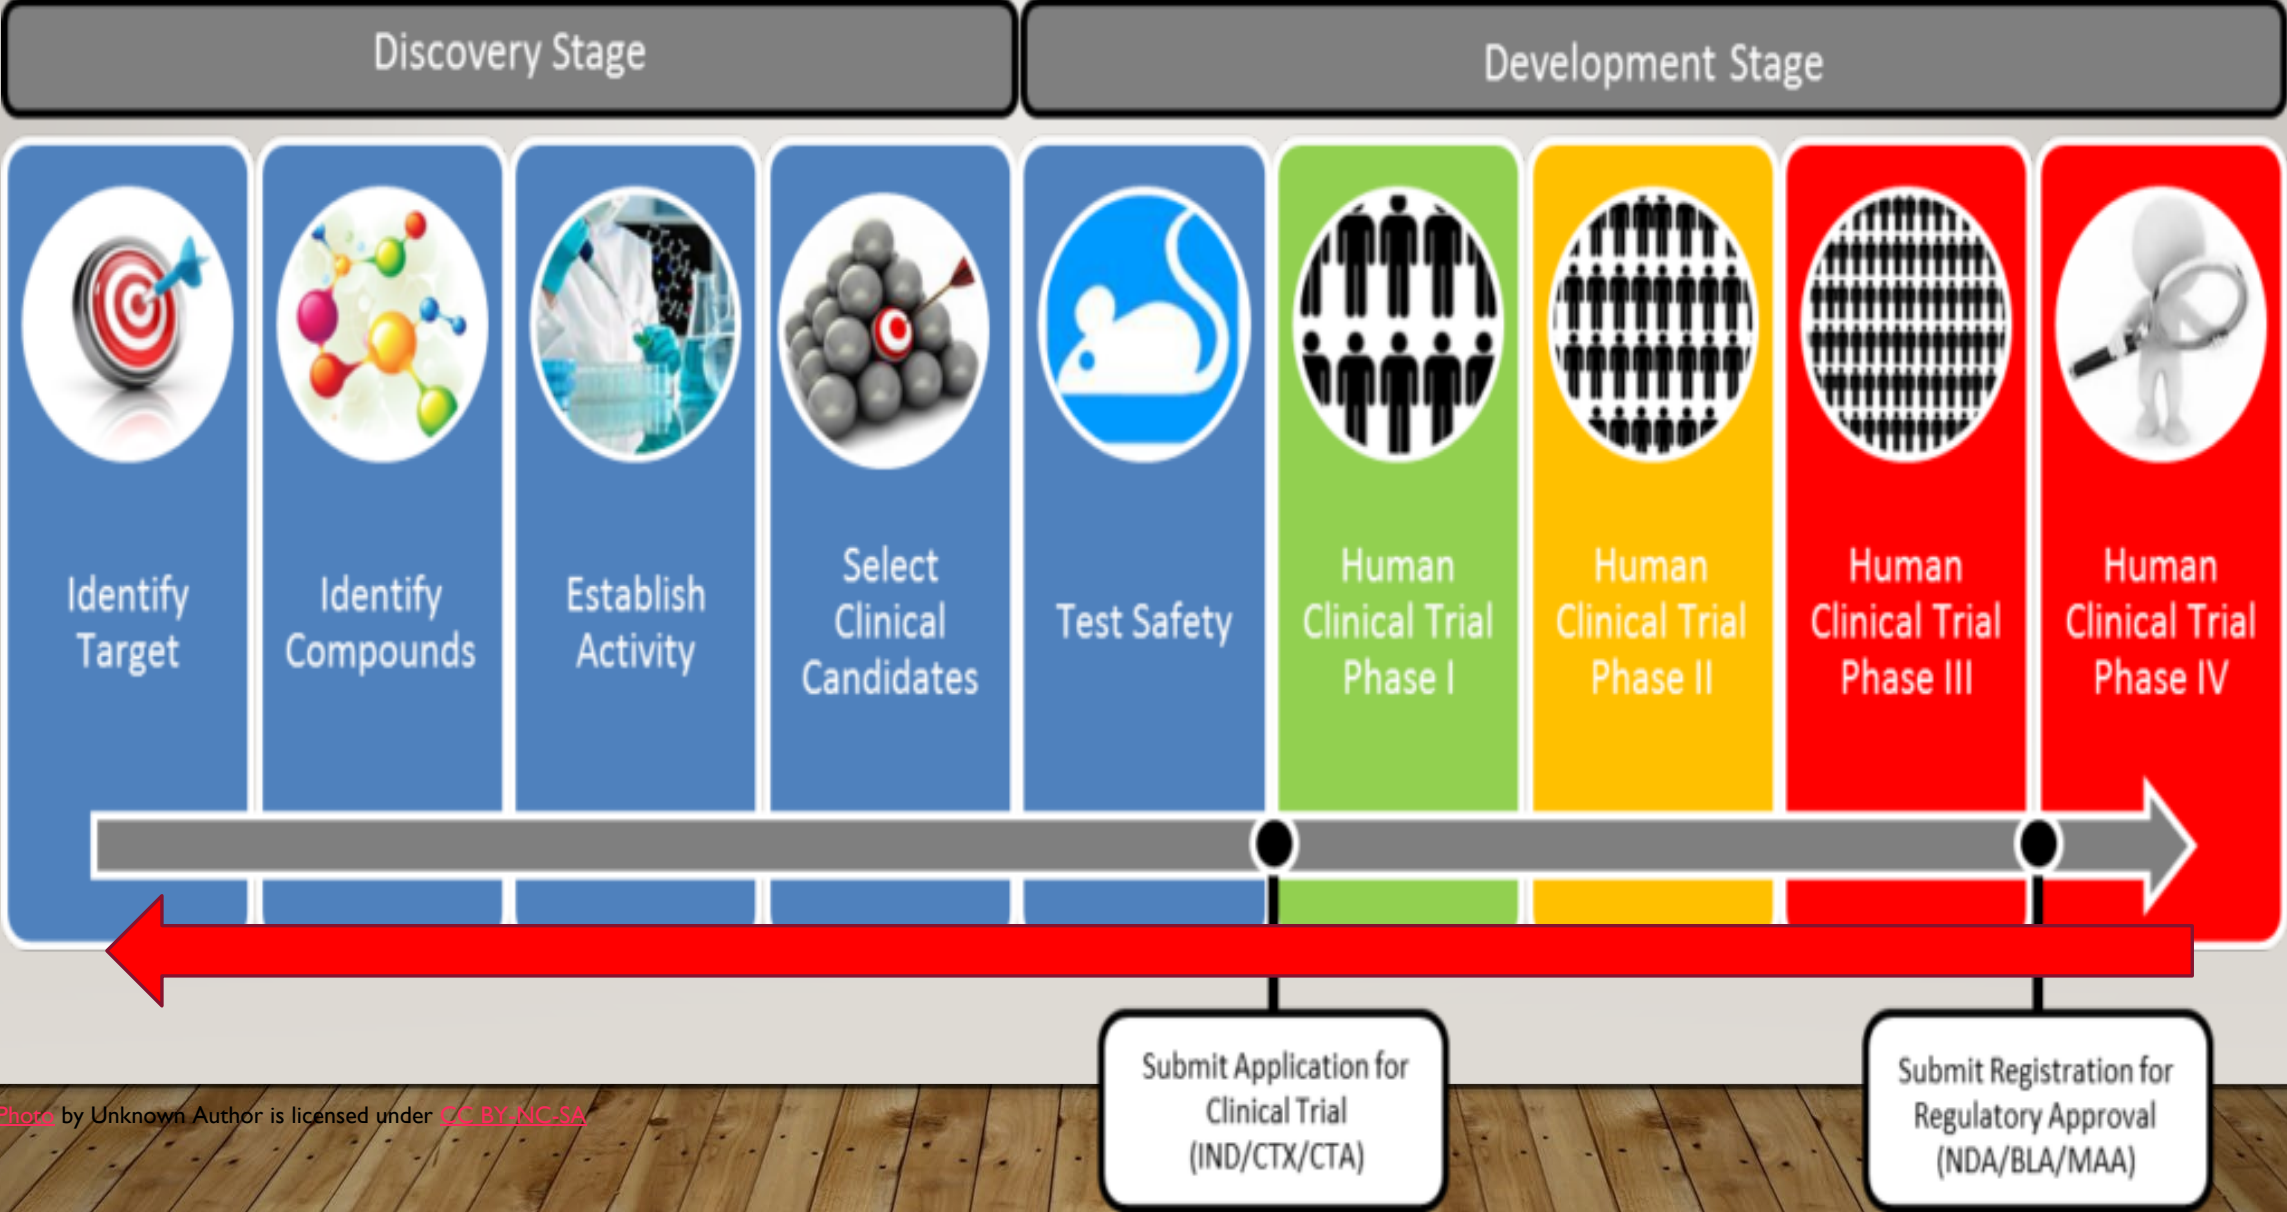 Discovery Stage
Development Stage
Identify
Target
Identify
Compounds
Establish
Activity
Select
Clinical
Candidates
Test Safety
Human
Clinical Trial
Phase I
Human
Clinical Trial
Phase II
Human
Clinical Trial
Phase III
Human
Clinical Trial
Phase IV
Submit Application for
Clinical Trial
(IND/CTX/CTA)
Submit Registration for
Regulatory Approval
(NDA/BLA/MAA)
Photo by Unknown Author is licensed under CC BY-NC-SA